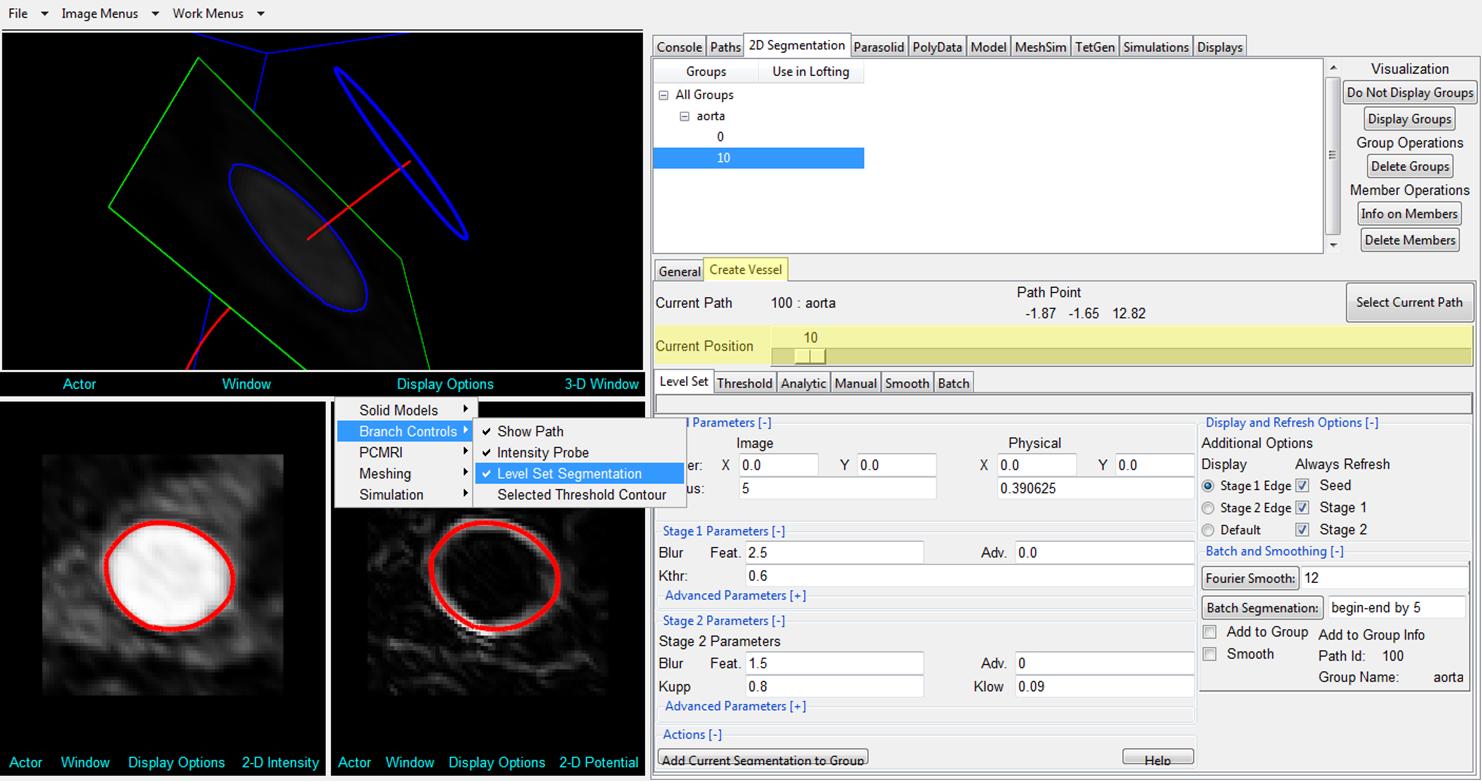 File Image Menus Work Menus
Console Paths 2D Segmentation Parasolid PolyData Model MeshSim TetGen Simulations Displays
Groups Use in Lofting
All Groups
aorta
0
10
Visualization
Do Not Display Groups
Display Groups
Group Operations
Delete Groups
Member Operations
Info on Members
Delete Members
General Create Vessel
Current Path 100 : aorta
Path Point
-1.87 -1.65 12.82
Select Current Path
Current Position 10
Level Set Threshold Analytic Manual Smooth Batch
Actor Window Display Options 3-D Window
Solid Models
Branch Controls
PCMRI
Meshing
Simulation
✓ Show Path
✓ Intensity Probe
✓ Level Set Segmentation
Selected Threshold Contour
Parameters [-]
Image Physical
X 0.0 Y 0.0 X 0.0 Y 0.0
5 0.390625
Stage 1 Parameters [-]
Blur Feat. 2.5 Adv. 0.0
Kthr: 0.6
Advanced Parameters [+]
Stage 2 Parameters [-]
Stage 2 Parameters
Blur Feat. 1.5 Adv. 0
Kupp 0.8 Klow 0.09
Advanced Parameters [+]
Actions [-]
Add Current Segmentation to Group Help
Display and Refresh Options [-]
Additional Options
Display Always Refresh
Stage 1 Edge Seed
Stage 2 Edge Stage 1
Default Stage 2
Batch and Smoothing [-]
Fourier Smooth: 12
Batch Segmenation: begin-end by 5
Add to Group Add to Group Info
Smooth Path Id: 100
Group Name: aorta
Actor Window Display Options 2-D Intensity
Actor Window Display Options 2-D Potential